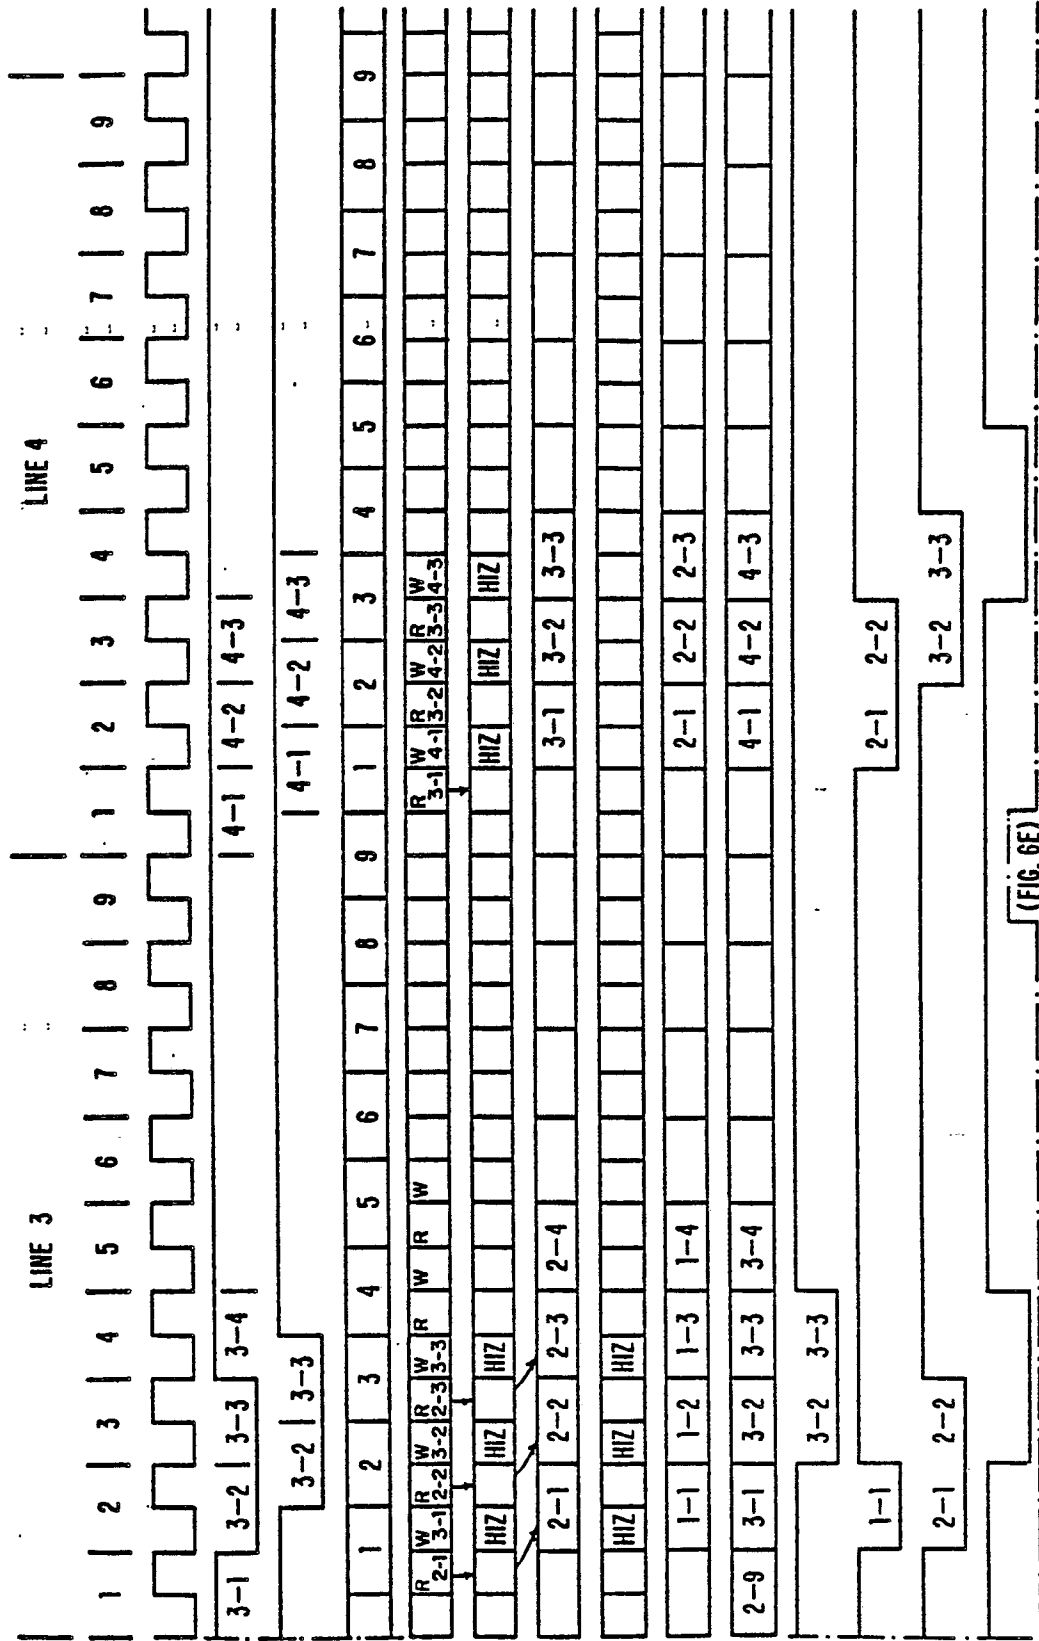 LINE 3 LINE 4
1 2 3 4 5 6 7 8 9 1 2 3 4 5 6 7 8 9
3-1 3-2 3-3 3-4 4-1 4-2 4-3
3-2 3-3 4-1 4-2 4-3
1 2 3 4 5 6 7 8 9 1 2 3 4 5 6 7 8 9
R W R W R W R W R W R W R W R W
2-1 3-1 2-2 3-2 2-3 3-3 3-1 4-1 3-2 4-2 3-3 4-3
HIZ HIZ HIZ HIZ HIZ HIZ
2-1 2-2 2-3 2-4 3-1 3-2 3-3
HIZ HIZ HIZ
1-1 1-2 1-3 1-4 2-1 2-2 2-3
2-9 3-1 3-2 3-3 3-4 4-1 4-2 4-3
3-2 3-3
1-1 2-1 2-2
2-1 2-2 3-2 3-3
(FIG. 6E)